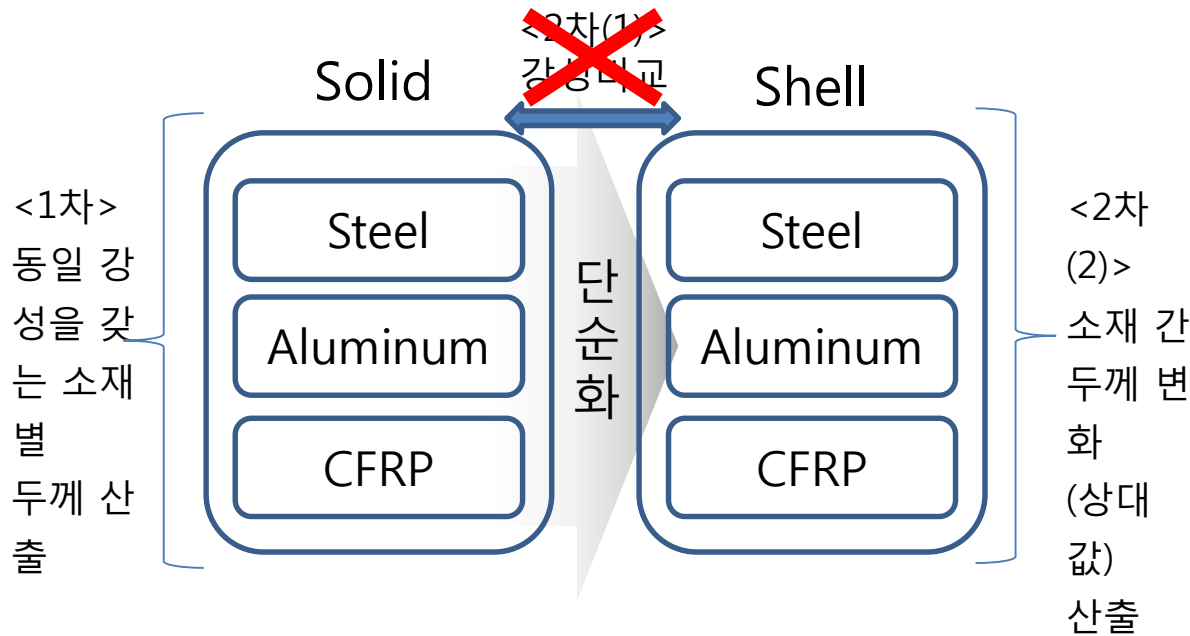 <2차(1)>
강성비교
Solid
Shell
<1차>
동일 강
성을 갖
는 소재
별
두께 산
출
Steel
Aluminum
CFRP
단
순
화
Steel
Aluminum
CFRP
<2차
(2)>
소재 간
두께 변
화
(상대
값)
산출